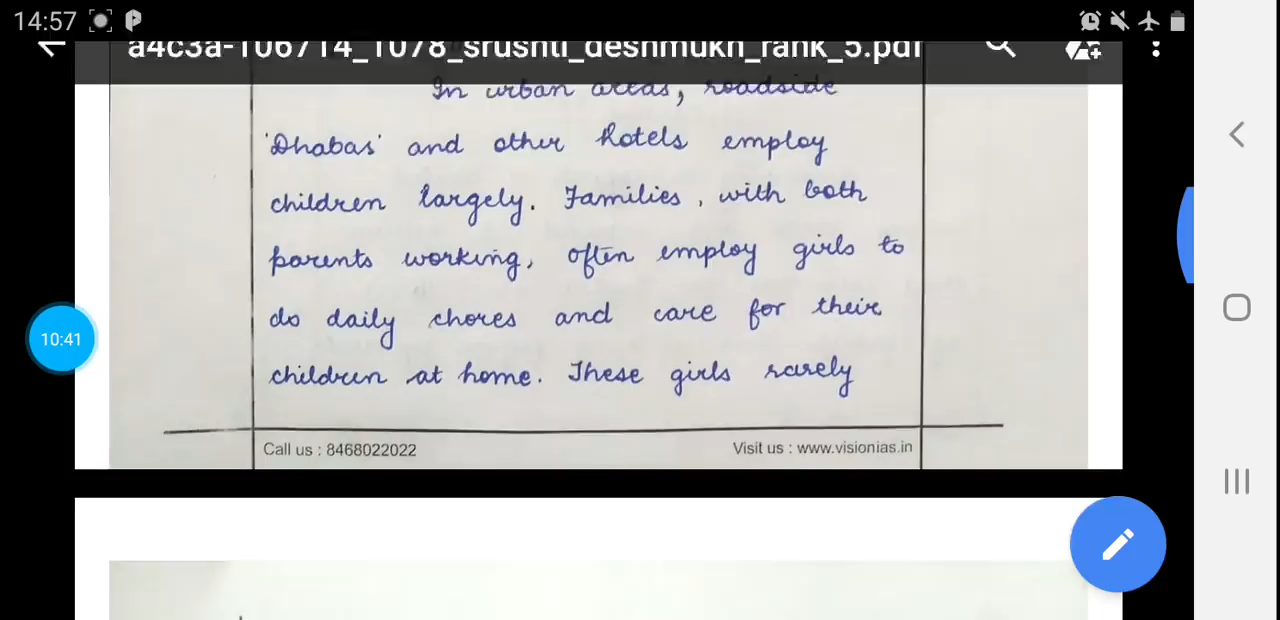 14:57
a4c3a-106714_1078_srushti_deshmukh_rank_5.pdf
In urban areas, roadside
'Dhabas' and other hotels employ
children largely. Families, with both
parents working, often employ girls to
do daily chores and care for their
children at home. These girls rarely
10:41
Call us : 8468022022
Visit us : www.visionias.in